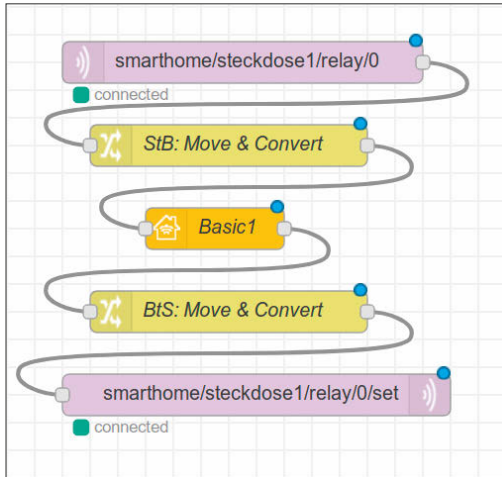 smarthome/steckdose1/relay/0
connected
StB: Move & Convert
Basic1
BtS: Move & Convert
smarthome/steckdose1/relay/0/set
connected